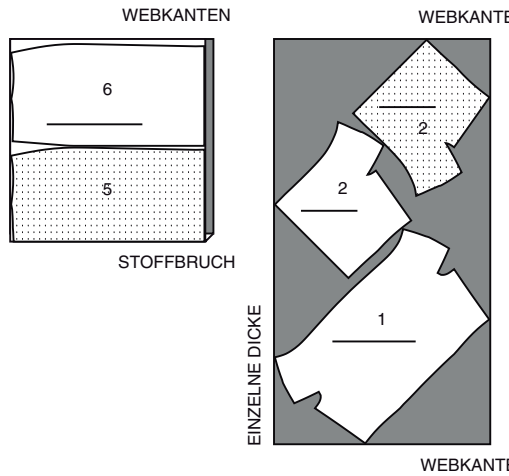 WEBKANTEN
6
5
STOFFBRUCH
WEBKANTE
2
2
1
EINZELNE DICKE
WEBKANTE